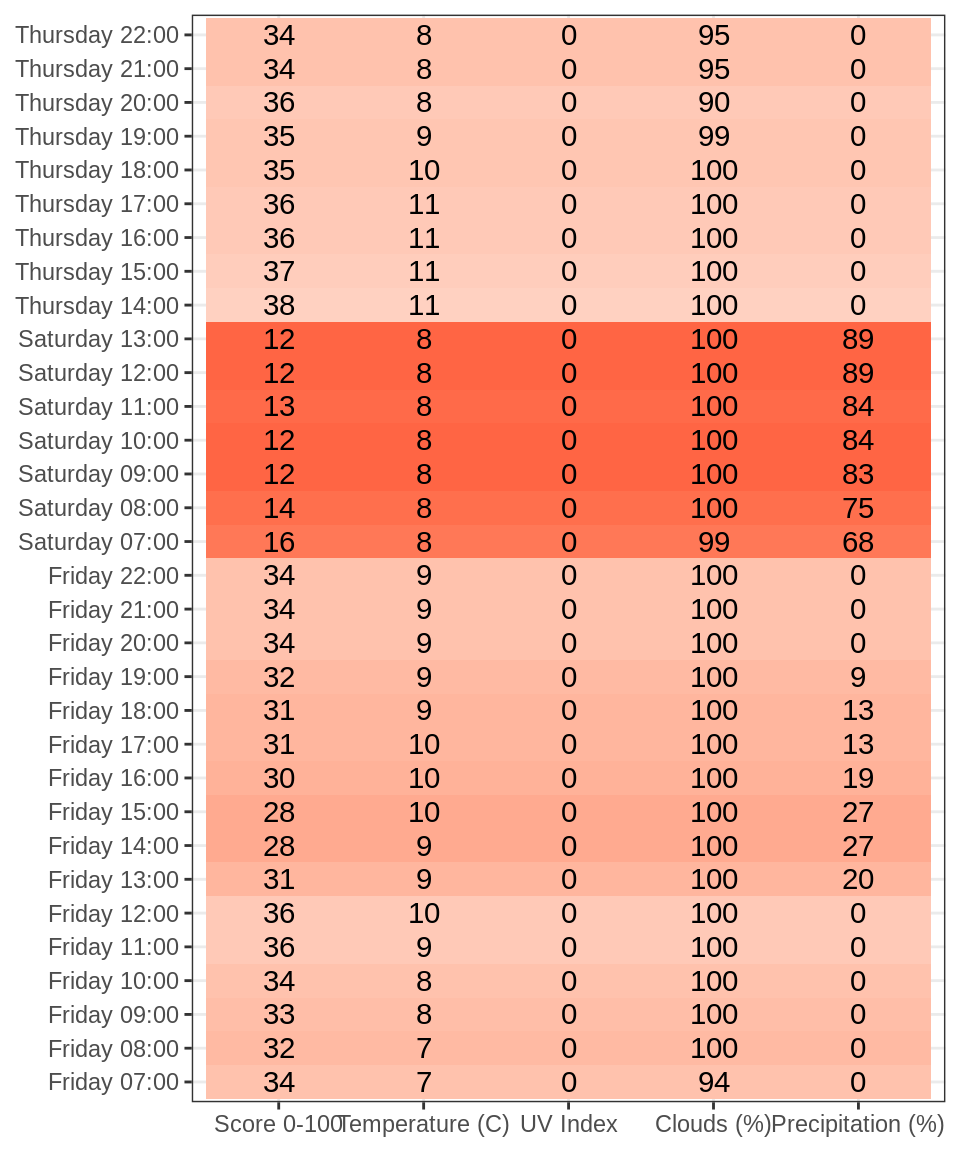 Thursday 22:00 34 8 0 95 0
Thursday 21:00 34 8 0 95 0
Thursday 20:00 36 8 0 90 0
Thursday 19:00 35 9 0 99 0
Thursday 18:00 35 10 0 100 0
Thursday 17:00 36 11 0 100 0
Thursday 16:00 36 11 0 100 0
Thursday 15:00 37 11 0 100 0
Thursday 14:00 38 11 0 100 0
Saturday 13:00 12 8 0 100 89
Saturday 12:00 12 8 0 100 89
Saturday 11:00 13 8 0 100 84
Saturday 10:00 12 8 0 100 84
Saturday 09:00 12 8 0 100 83
Saturday 08:00 14 8 0 100 75
Saturday 07:00 16 8 0 99 68
Friday 22:00 34 9 0 100 0
Friday 21:00 34 9 0 100 0
Friday 20:00 34 9 0 100 0
Friday 19:00 32 9 0 100 9
Friday 18:00 31 9 0 100 13
Friday 17:00 31 10 0 100 13
Friday 16:00 30 10 0 100 19
Friday 15:00 28 10 0 100 27
Friday 14:00 28 9 0 100 27
Friday 13:00 31 9 0 100 20
Friday 12:00 36 10 0 100 0
Friday 11:00 36 9 0 100 0
Friday 10:00 34 8 0 100 0
Friday 09:00 33 8 0 100 0
Friday 08:00 32 7 0 100 0
Friday 07:00 34 7 0 94 0
Score 0-100 Temperature (C) UV Index Clouds (%) Precipitation (%)